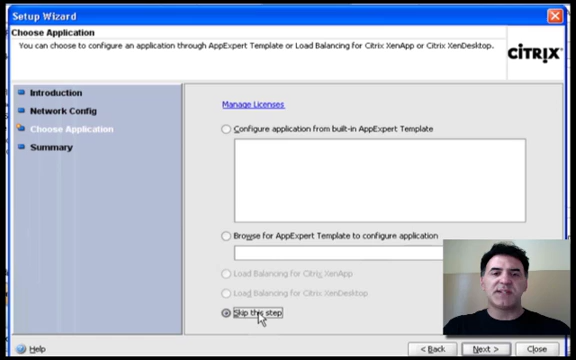 Setup Wizard
Choose Application
You can choose to configure an application through AppExpert Template or Load Balancing for Citrix XenApp or Citrix XenDesktop.
CITRIX
Introduction
Network Config
Choose Application
Summary
Manage Licenses
Configure application from built-in AppExpert Template
Browse for AppExpert Template to configure application
Load Balancing for Citrix XenApp
Load Balancing for Citrix XenDesktop
Skip this step
Help
< Back
Next >
Close